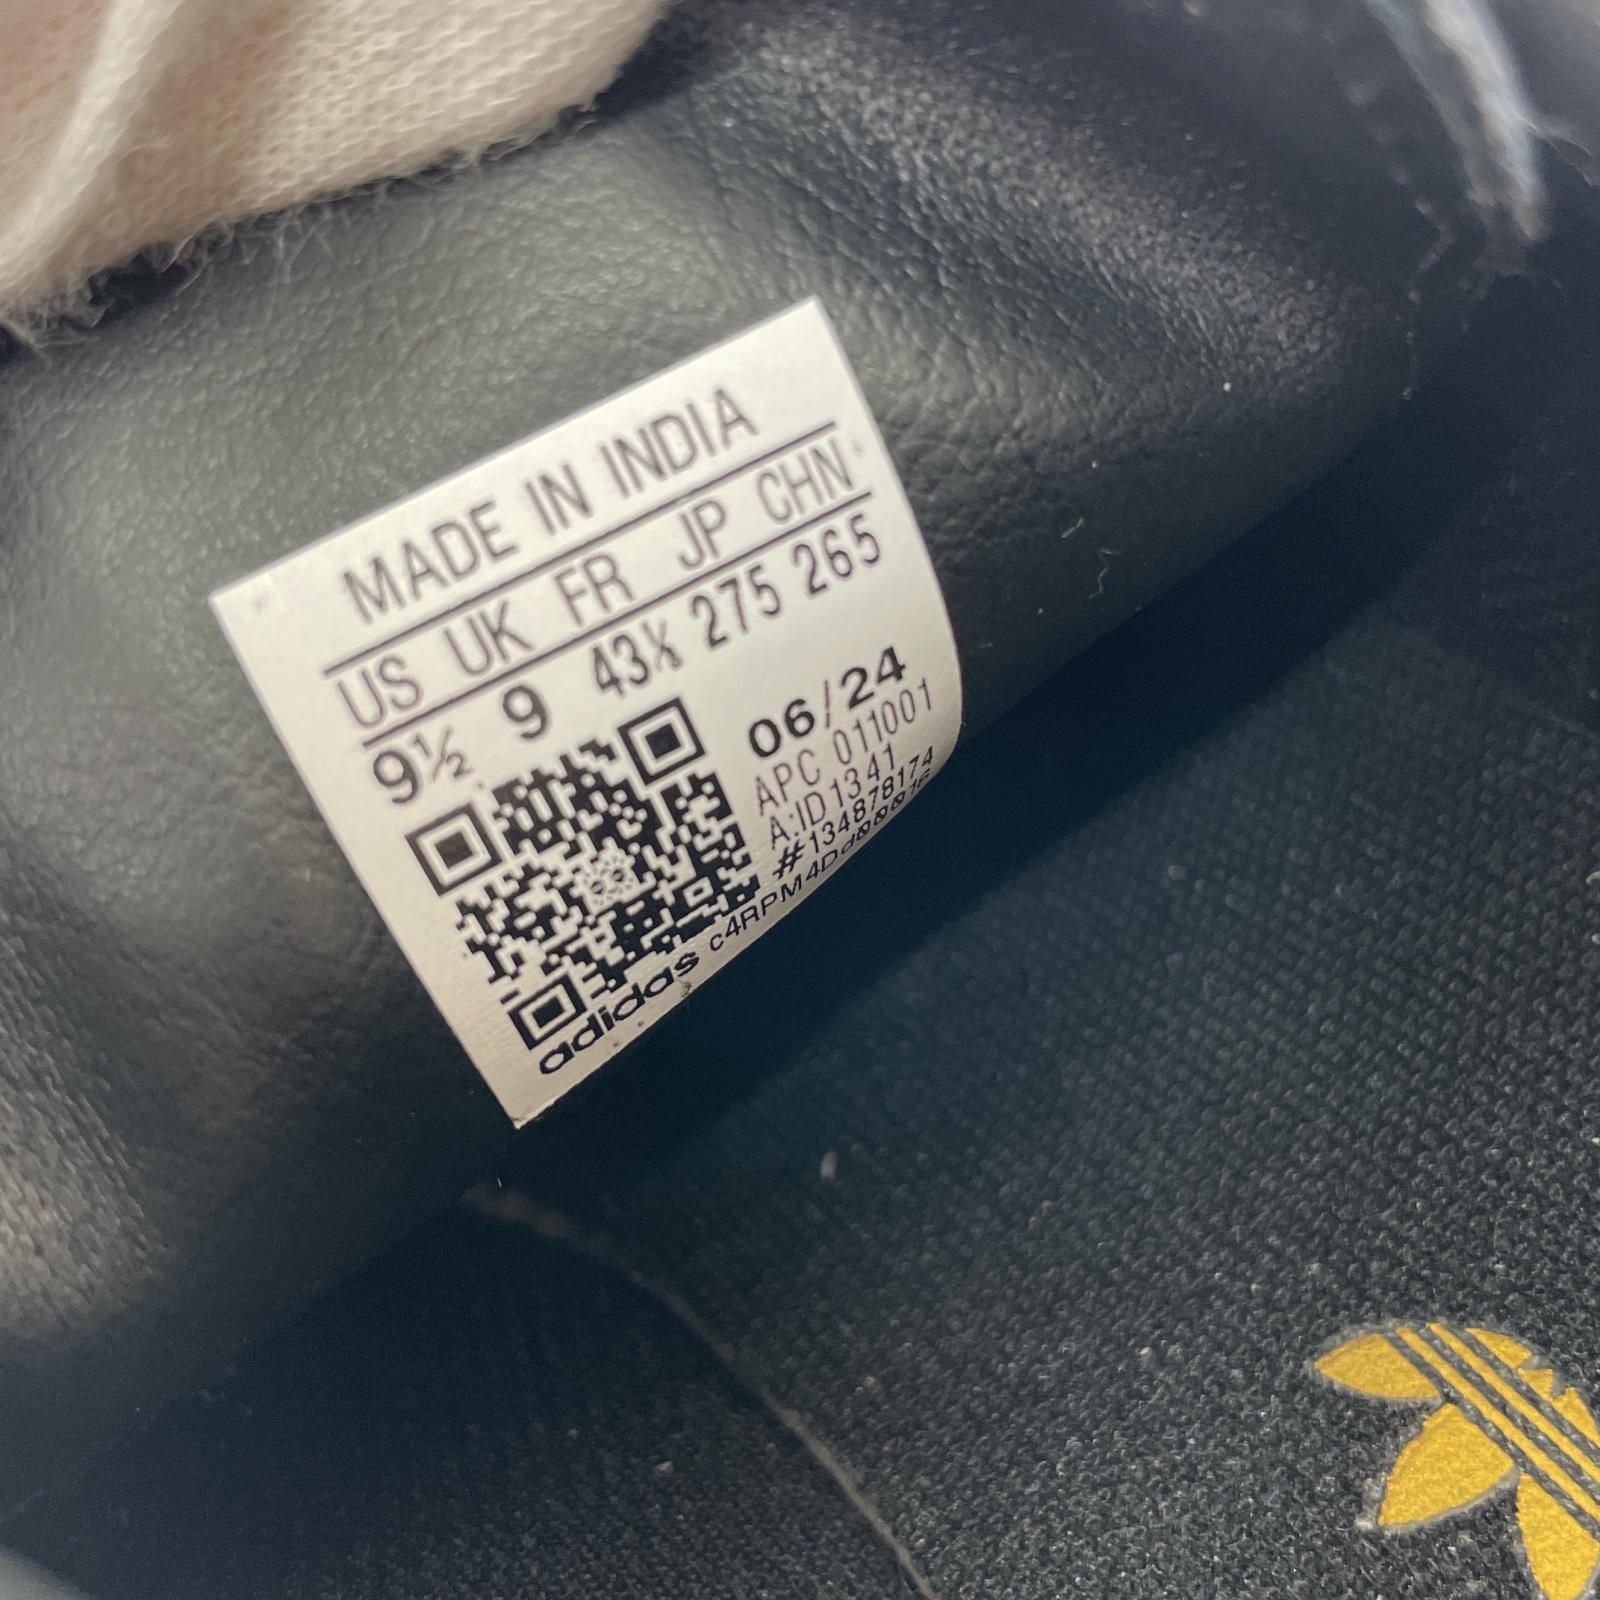 MADE IN INDIA
US UK FR JP CHN
9½ 9 43⅓ 275 265
06/24
APC 011001
A:ID1341
#134878174
adidas c4RPM4Dd00076